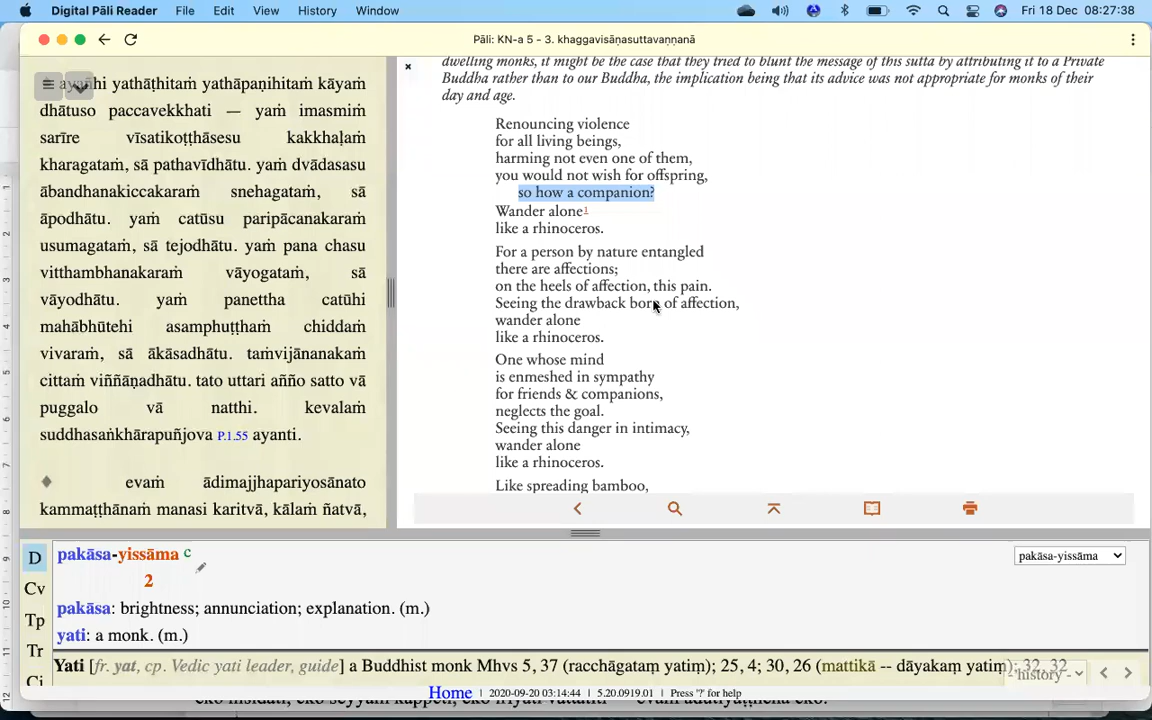 Digital Pāli Reader File Edit View History Window Fri 18 Dec 08:27:38
Pāli: KN-a 5 - 3. khaggavisāṇasuttavaṇṇanā
ayañhi yathāṭhitaṁ yathāpaṇihitaṁ kāyaṁ
dhātuso paccavekkhati — yaṁ imasmiṁ
sarīre vīsatikoṭṭhāsesu kakkhaḷaṁ
kharagataṁ, sā pathavīdhātu. yaṁ dvādasasu
ābandhanakiccakaraṁ snehagataṁ, sā
āpodhātu. yaṁ catūsu paripācanakaraṁ
usumagataṁ, sā tejodhātu. yaṁ pana chasu
vitthambhanakaraṁ vāyogataṁ, sā
vāyodhātu. yaṁ panettha catūhi
mahābhūtehi asamphuṭṭhaṁ chiddaṁ
vivaraṁ, sā ākāsadhātu. taṁvijānanakaṁ
cittaṁ viññāṇadhātu. tato uttari añño satto vā
puggalo vā natthi. kevalaṁ
suddhasaṅkhārapuñjova P.1.55 ayanti.
♦ evaṁ ādimajjhapariyosānato
kammaṭṭhānaṁ manasi karitvā, kālaṁ ñatvā,
dwelling monks, it might be the case that they tried to blunt the message of this sutta by attributing it to a Private
Buddha rather than to our Buddha, the implication being that its advice was not appropriate for monks of their
day and age.
Renouncing violence
for all living beings,
harming not even one of them,
you would not wish for offspring,
so how a companion?
Wander alone1
like a rhinoceros.
For a person by nature entangled
there are affections;
on the heels of affection, this pain.
Seeing the drawback born of affection,
wander alone
like a rhinoceros.
One whose mind
is enmeshed in sympathy
for friends & companions,
neglects the goal.
Seeing this danger in intimacy,
wander alone
like a rhinoceros.
Like spreading bamboo,
D
Cv
Tp
Tr
Ci
pakāsa-yissāma c
2
pakāsa-yissāma
pakāsa: brightness; annunciation; explanation. (m.)
yati: a monk. (m.)
Yati [fr. yat, cp. Vedic yati leader, guide] a Buddhist monk Mhvs 5, 37 (racchāgataṃ yatiṃ); 25, 4; 30, 26 (mattikā -- dāyakaṃ yatiṃ); 32, 32
- history -
Home | 2020-09-20 03:14:44 | 5.20.0919.01 | Press '?' for help